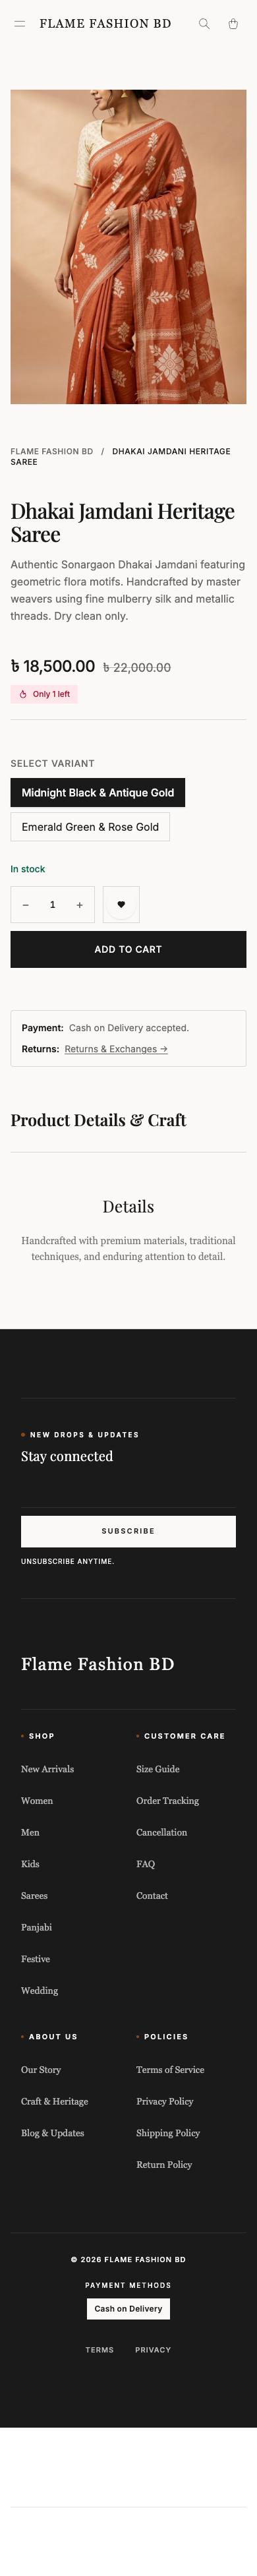 FLAME FASHION BD
FLAME FASHION BD / DHAKAI JAMDANI HERITAGE
SAREE
Dhakai Jamdani Heritage
Saree
Authentic Sonargaon Dhakai Jamdani featuring
geometric flora motifs. Handcrafted by master
weavers using fine mulberry silk and metallic
threads. Dry clean only.
৳ 18,500.00 ৳ 22,000.00
Only 1 left
SELECT VARIANT
Midnight Black & Antique Gold
Emerald Green & Rose Gold
In stock
− 1 +
ADD TO CART
Payment: Cash on Delivery accepted.
Returns: Returns & Exchanges →
Product Details & Craft
Details
Handcrafted with premium materials, traditional
techniques, and enduring attention to detail.
NEW DROPS & UPDATES
Stay connected
SUBSCRIBE
UNSUBSCRIBE ANYTIME.
Flame Fashion BD
SHOP
New Arrivals
Women
Men
Kids
Sarees
Panjabi
Festive
Wedding
CUSTOMER CARE
Size Guide
Order Tracking
Cancellation
FAQ
Contact
ABOUT US
Our Story
Craft & Heritage
Blog & Updates
POLICIES
Terms of Service
Privacy Policy
Shipping Policy
Return Policy
© 2026 FLAME FASHION BD
PAYMENT METHODS
Cash on Delivery
TERMS PRIVACY